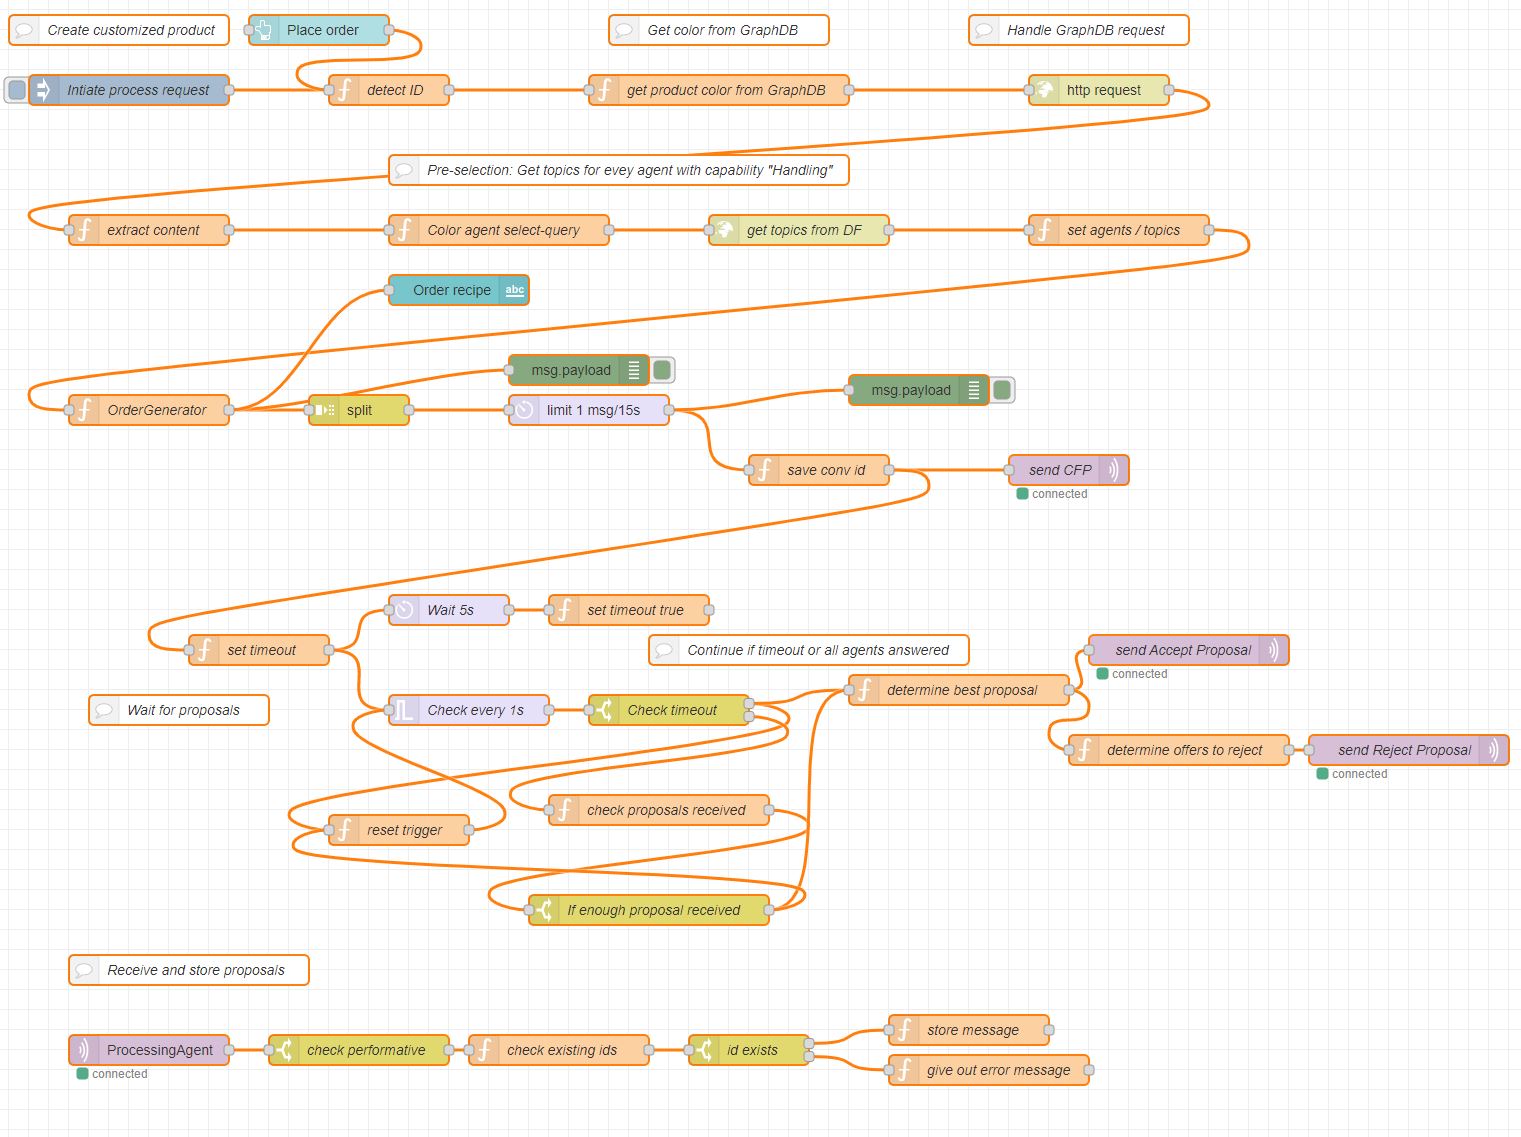 Create customized product
Place order
Get color from GraphDB
Handle GraphDB request
Intiate process request
detect ID
get product color from GraphDB
http request
Pre-selection: Get topics for evey agent with capability "Handling"
extract content
Color agent select-query
get topics from DF
set agents / topics
Order recipe
abc
msg.payload
msg.payload
OrderGenerator
split
limit 1 msg/15s
save conv id
send CFP
connected
Wait 5s
set timeout true
set timeout
Continue if timeout or all agents answered
send Accept Proposal
connected
determine best proposal
Wait for proposals
Check every 1s
Check timeout
determine offers to reject
send Reject Proposal
connected
check proposals received
reset trigger
If enough proposal received
Receive and store proposals
store message
ProcessingAgent
check performative
check existing ids
id exists
connected
give out error message